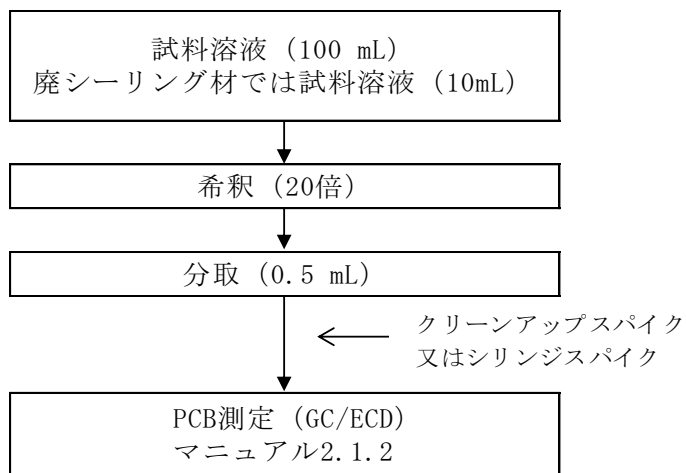 試料溶液（100 mL）
廃シーリング材では試料溶液（10mL）
希釈（20倍）
分取（0.5 mL）
クリーンアップスパイク
又はシリンジスパイク
PCB測定（GC/ECD）
マニュアル2.1.2